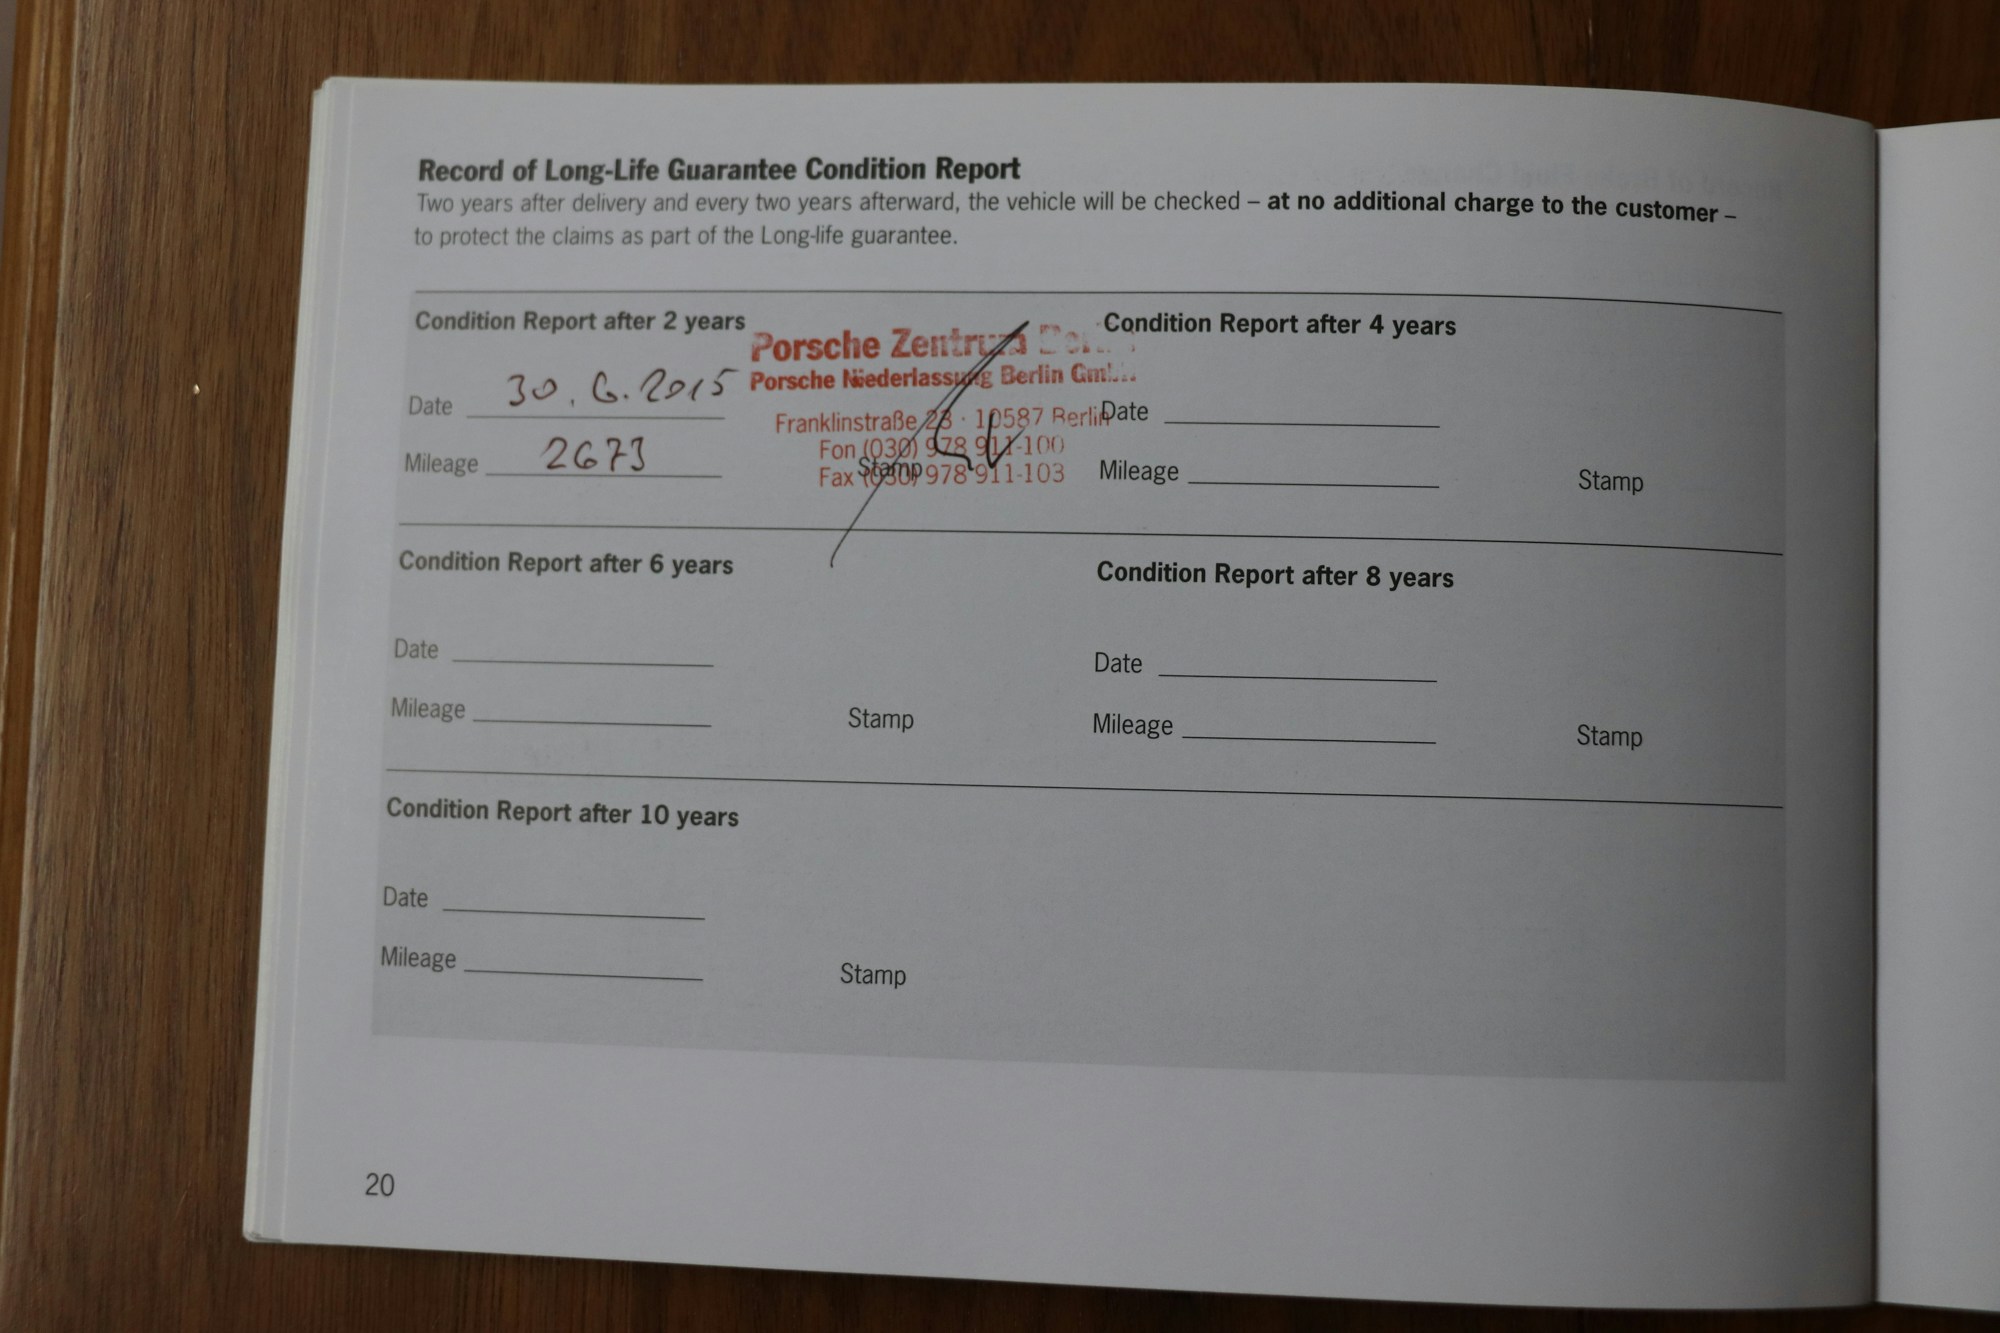 Record of Long-Life Guarantee Condition Report
Two years after delivery and every two years afterward, the vehicle will be checked – at no additional charge to the customer –
to protect the claims as part of the Long-life guarantee.
Condition Report after 2 years
Date 30.6.2015
Mileage 2673
Stamp
Porsche Zentrum
Porsche Niederlassung Berlin
Franklinstraße 23 · 10587 Berlin
Fon (030) 978 911-100
Fax (030) 978 911-103
Condition Report after 4 years
Date
Mileage
Stamp
Condition Report after 6 years
Date
Mileage
Stamp
Condition Report after 8 years
Date
Mileage
Stamp
Condition Report after 10 years
Date
Mileage
Stamp
20